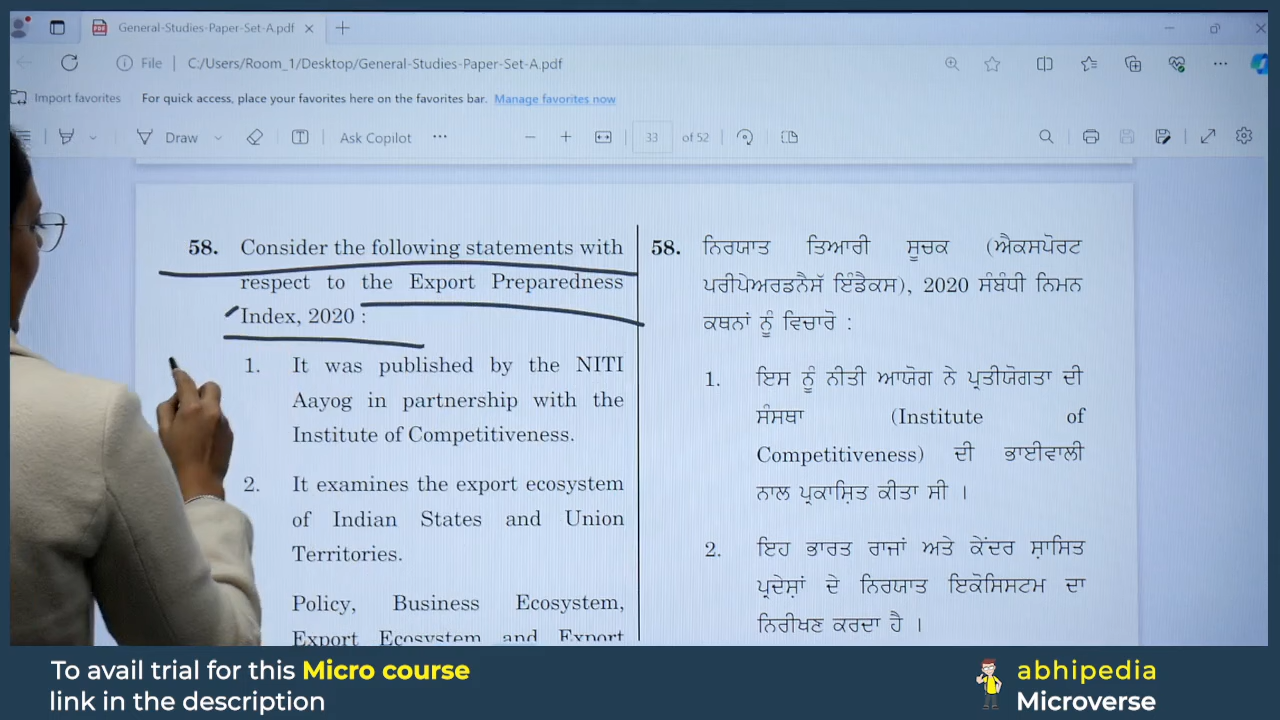 General-Studies-Paper-Set-A.pdf
File
C:/Users/Room_1/Desktop/General-Studies-Paper-Set-A.pdf
Import favorites
For quick access, place your favorites here on the favorites bar. Manage favorites now
Draw
Ask Copilot
33 of 52
58. Consider the following statements with
respect to the Export Preparedness
Index, 2020 :
1. It was published by the NITI
Aayog in partnership with the
Institute of Competitiveness.
2. It examines the export ecosystem
of Indian States and Union
Territories.
Policy, Business Ecosystem,
Export Ecosystem and Export
58. ਨਿਰਯਾਤ ਤਿਆਰੀ ਸੂਚਕ (ਐਕਸਪੋਰਟ
ਪਰੀਪੇਅਰਡਨੈਸੱ ਇੰਡੈਕਸ), 2020 ਸੰਬੰਧੀ ਨਿਮਨ
ਕਥਨਾਂ ਨੂੰ ਵਿਚਾਰੋ :
1. ਇਸ ਨੂੰ ਨੀਤੀ ਆਯੋਗ ਨੇ ਪ੍ਰਤੀਯੋਗਤਾ ਦੀ
ਸੰਸਥਾ (Institute of
Competitiveness) ਦੀ ਭਾਈਵਾਲੀ
ਨਾਲ ਪ੍ਰਕਾਸ਼ਿਤ ਕੀਤਾ ਸੀ ।
2. ਇਹ ਭਾਰਤ ਰਾਜਾਂ ਅਤੇ ਕੇਂਦਰ ਸ਼ਾਸਿਤ
ਪ੍ਰਦੇਸ਼ਾਂ ਦੇ ਨਿਰਯਾਤ ਇਕੋਸਿਸਟਮ ਦਾ
ਨਿਰੀਖਣ ਕਰਦਾ ਹੈ ।
To avail trial for this Micro course
link in the description
abhipedia
Microverse